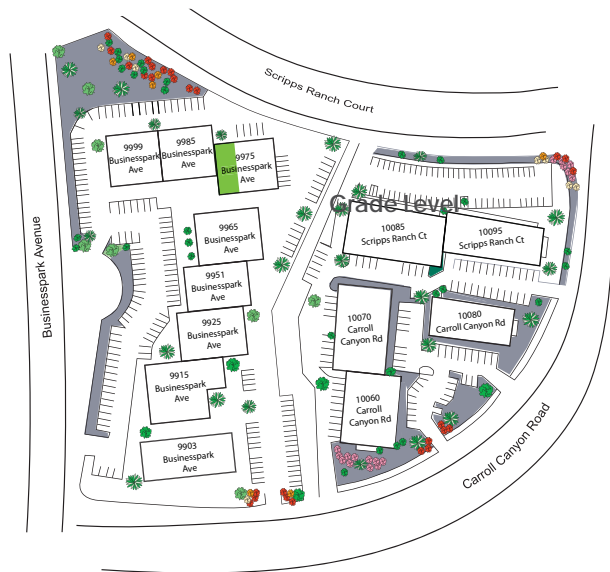 Scripps Ranch Court
9999
Businesspark
Ave
9985
Businesspark
Ave
9975
Businesspark
Ave
Grade Level
10085
Scripps Ranch Ct
10095
Scripps Ranch Ct
9965
Businesspark
Ave
9951
Businesspark
Ave
9925
Businesspark
Ave
9915
Businesspark
Ave
9903
Businesspark
Ave
10070
Carroll
Canyon Rd
10080
Carroll Canyon Rd
10060
Carroll
Canyon Rd
Businesspark Avenue
Carroll Canyon Road